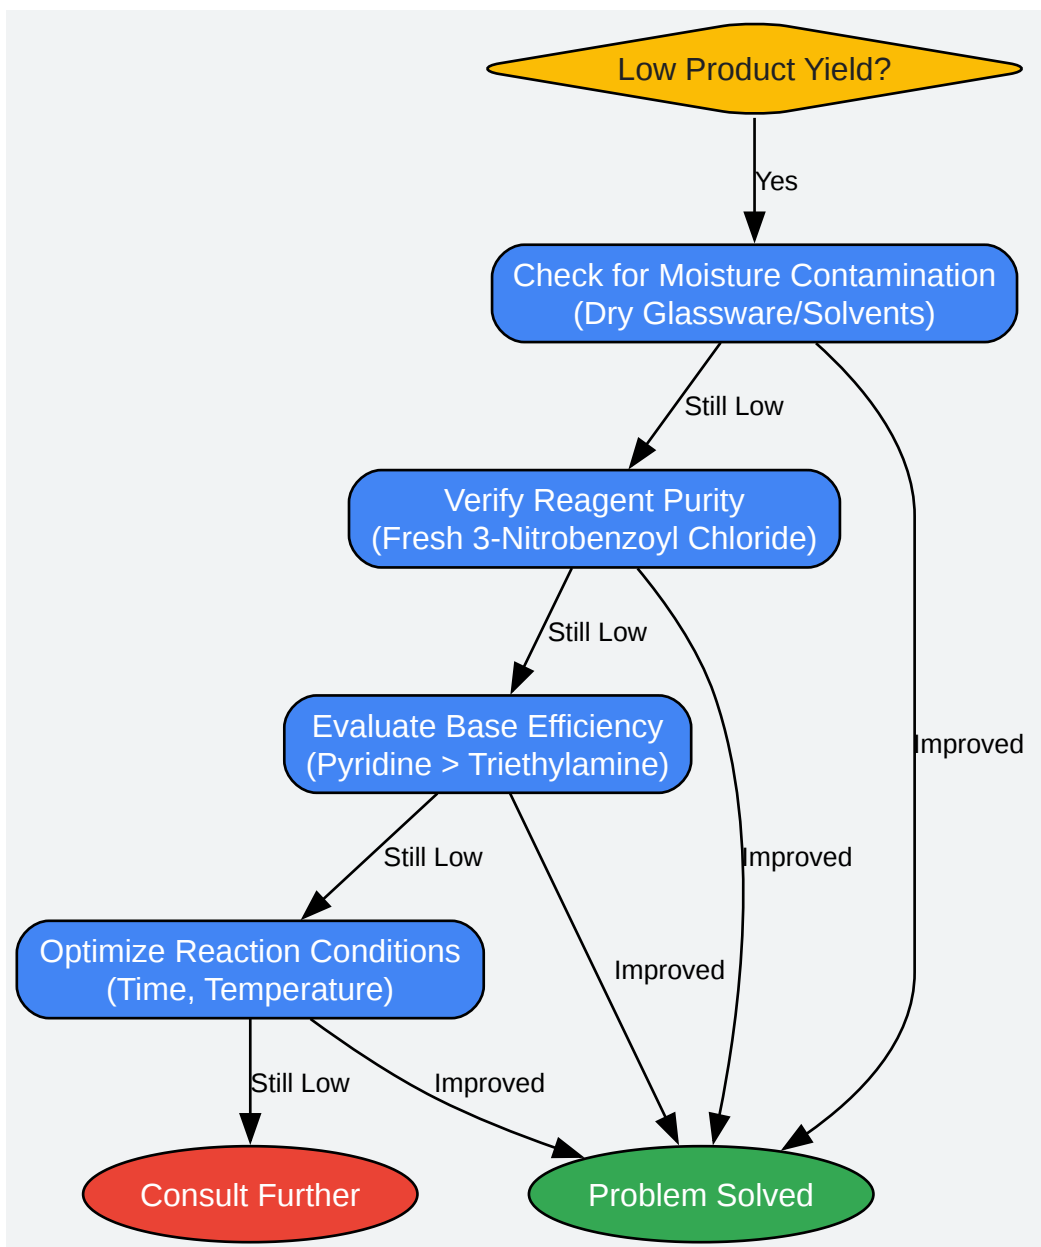 Low Product Yield?
Yes
Check for Moisture Contamination
(Dry Glassware/Solvents)
Still Low
Verify Reagent Purity
(Fresh 3-Nitrobenzoyl Chloride)
Still Low
Evaluate Base Efficiency
(Pyridine > Triethylamine)
Improved
Still Low
Improved
Optimize Reaction Conditions
(Time, Temperature)
Improved
Still Low
Improved
Consult Further
Problem Solved